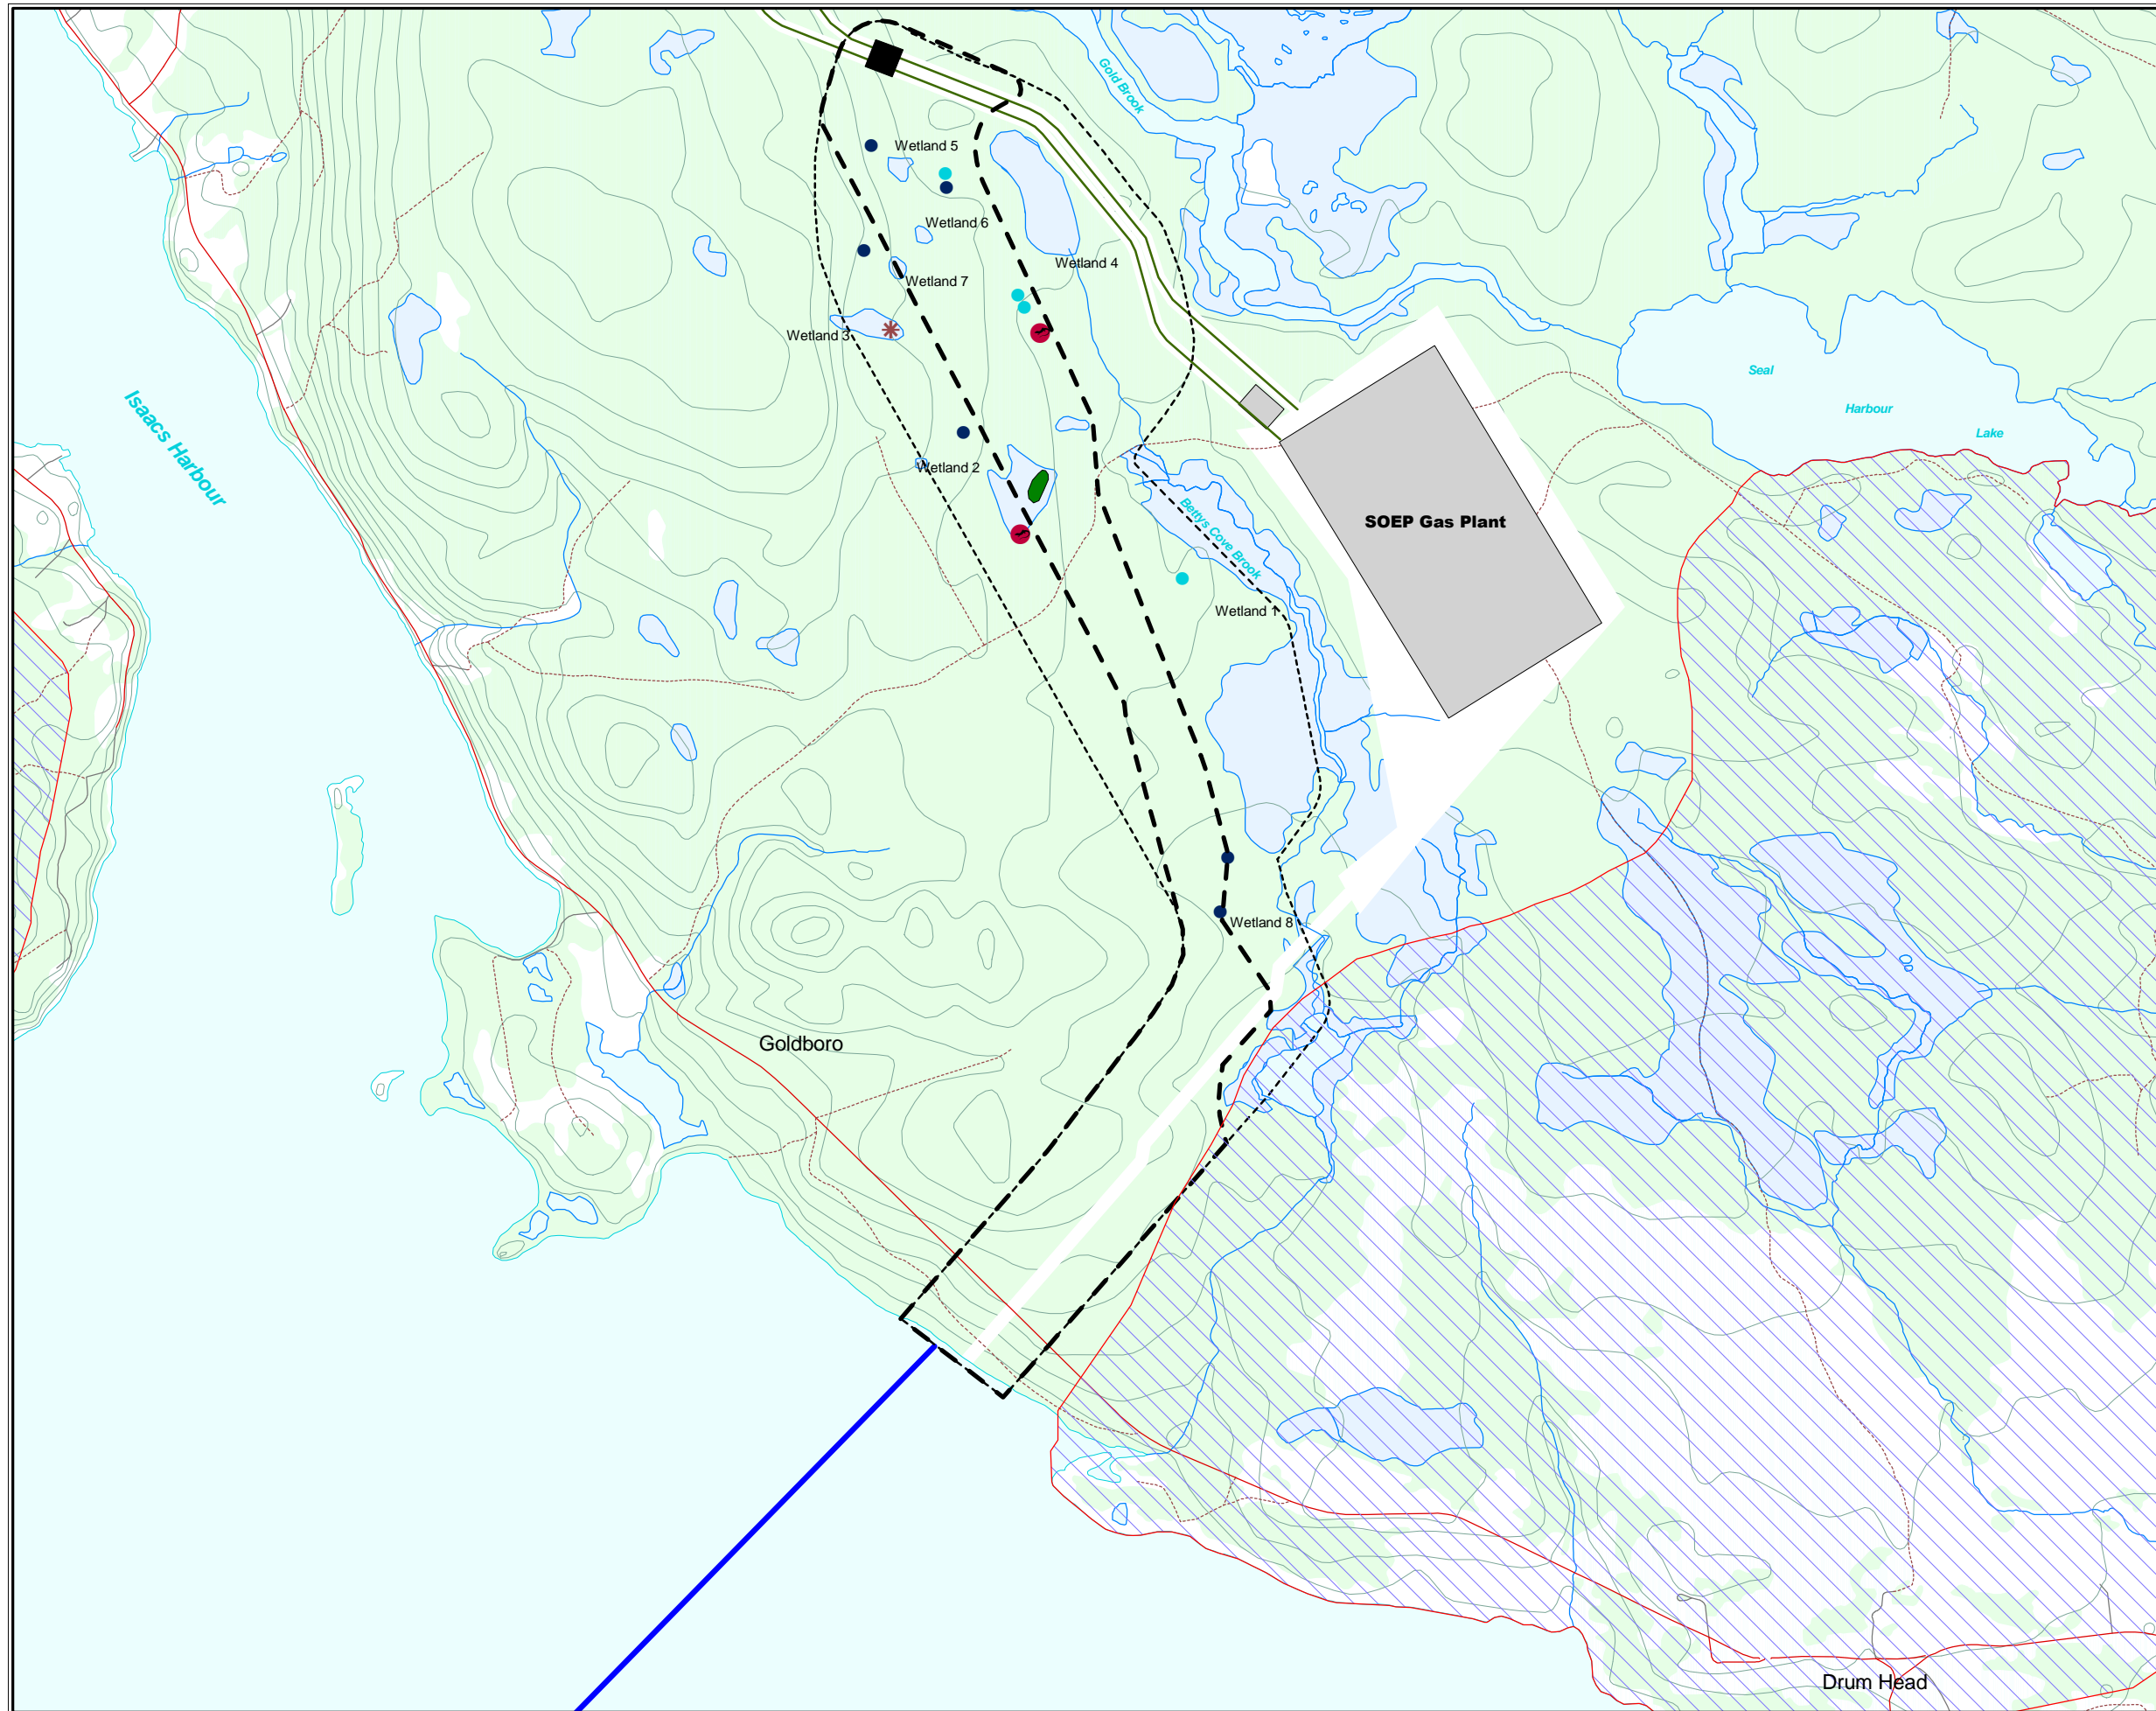 Gold Brook
Wetland 5
Wetland 6
Wetland 4
Wetland 7
Wetland 3
Seal
Harbour
Lake
Isaacs Harbour
Wetland 2
SOEP Gas Plant
Bettys Cove Brook
Wetland 1
Wetland 8
Goldboro
Drum Head